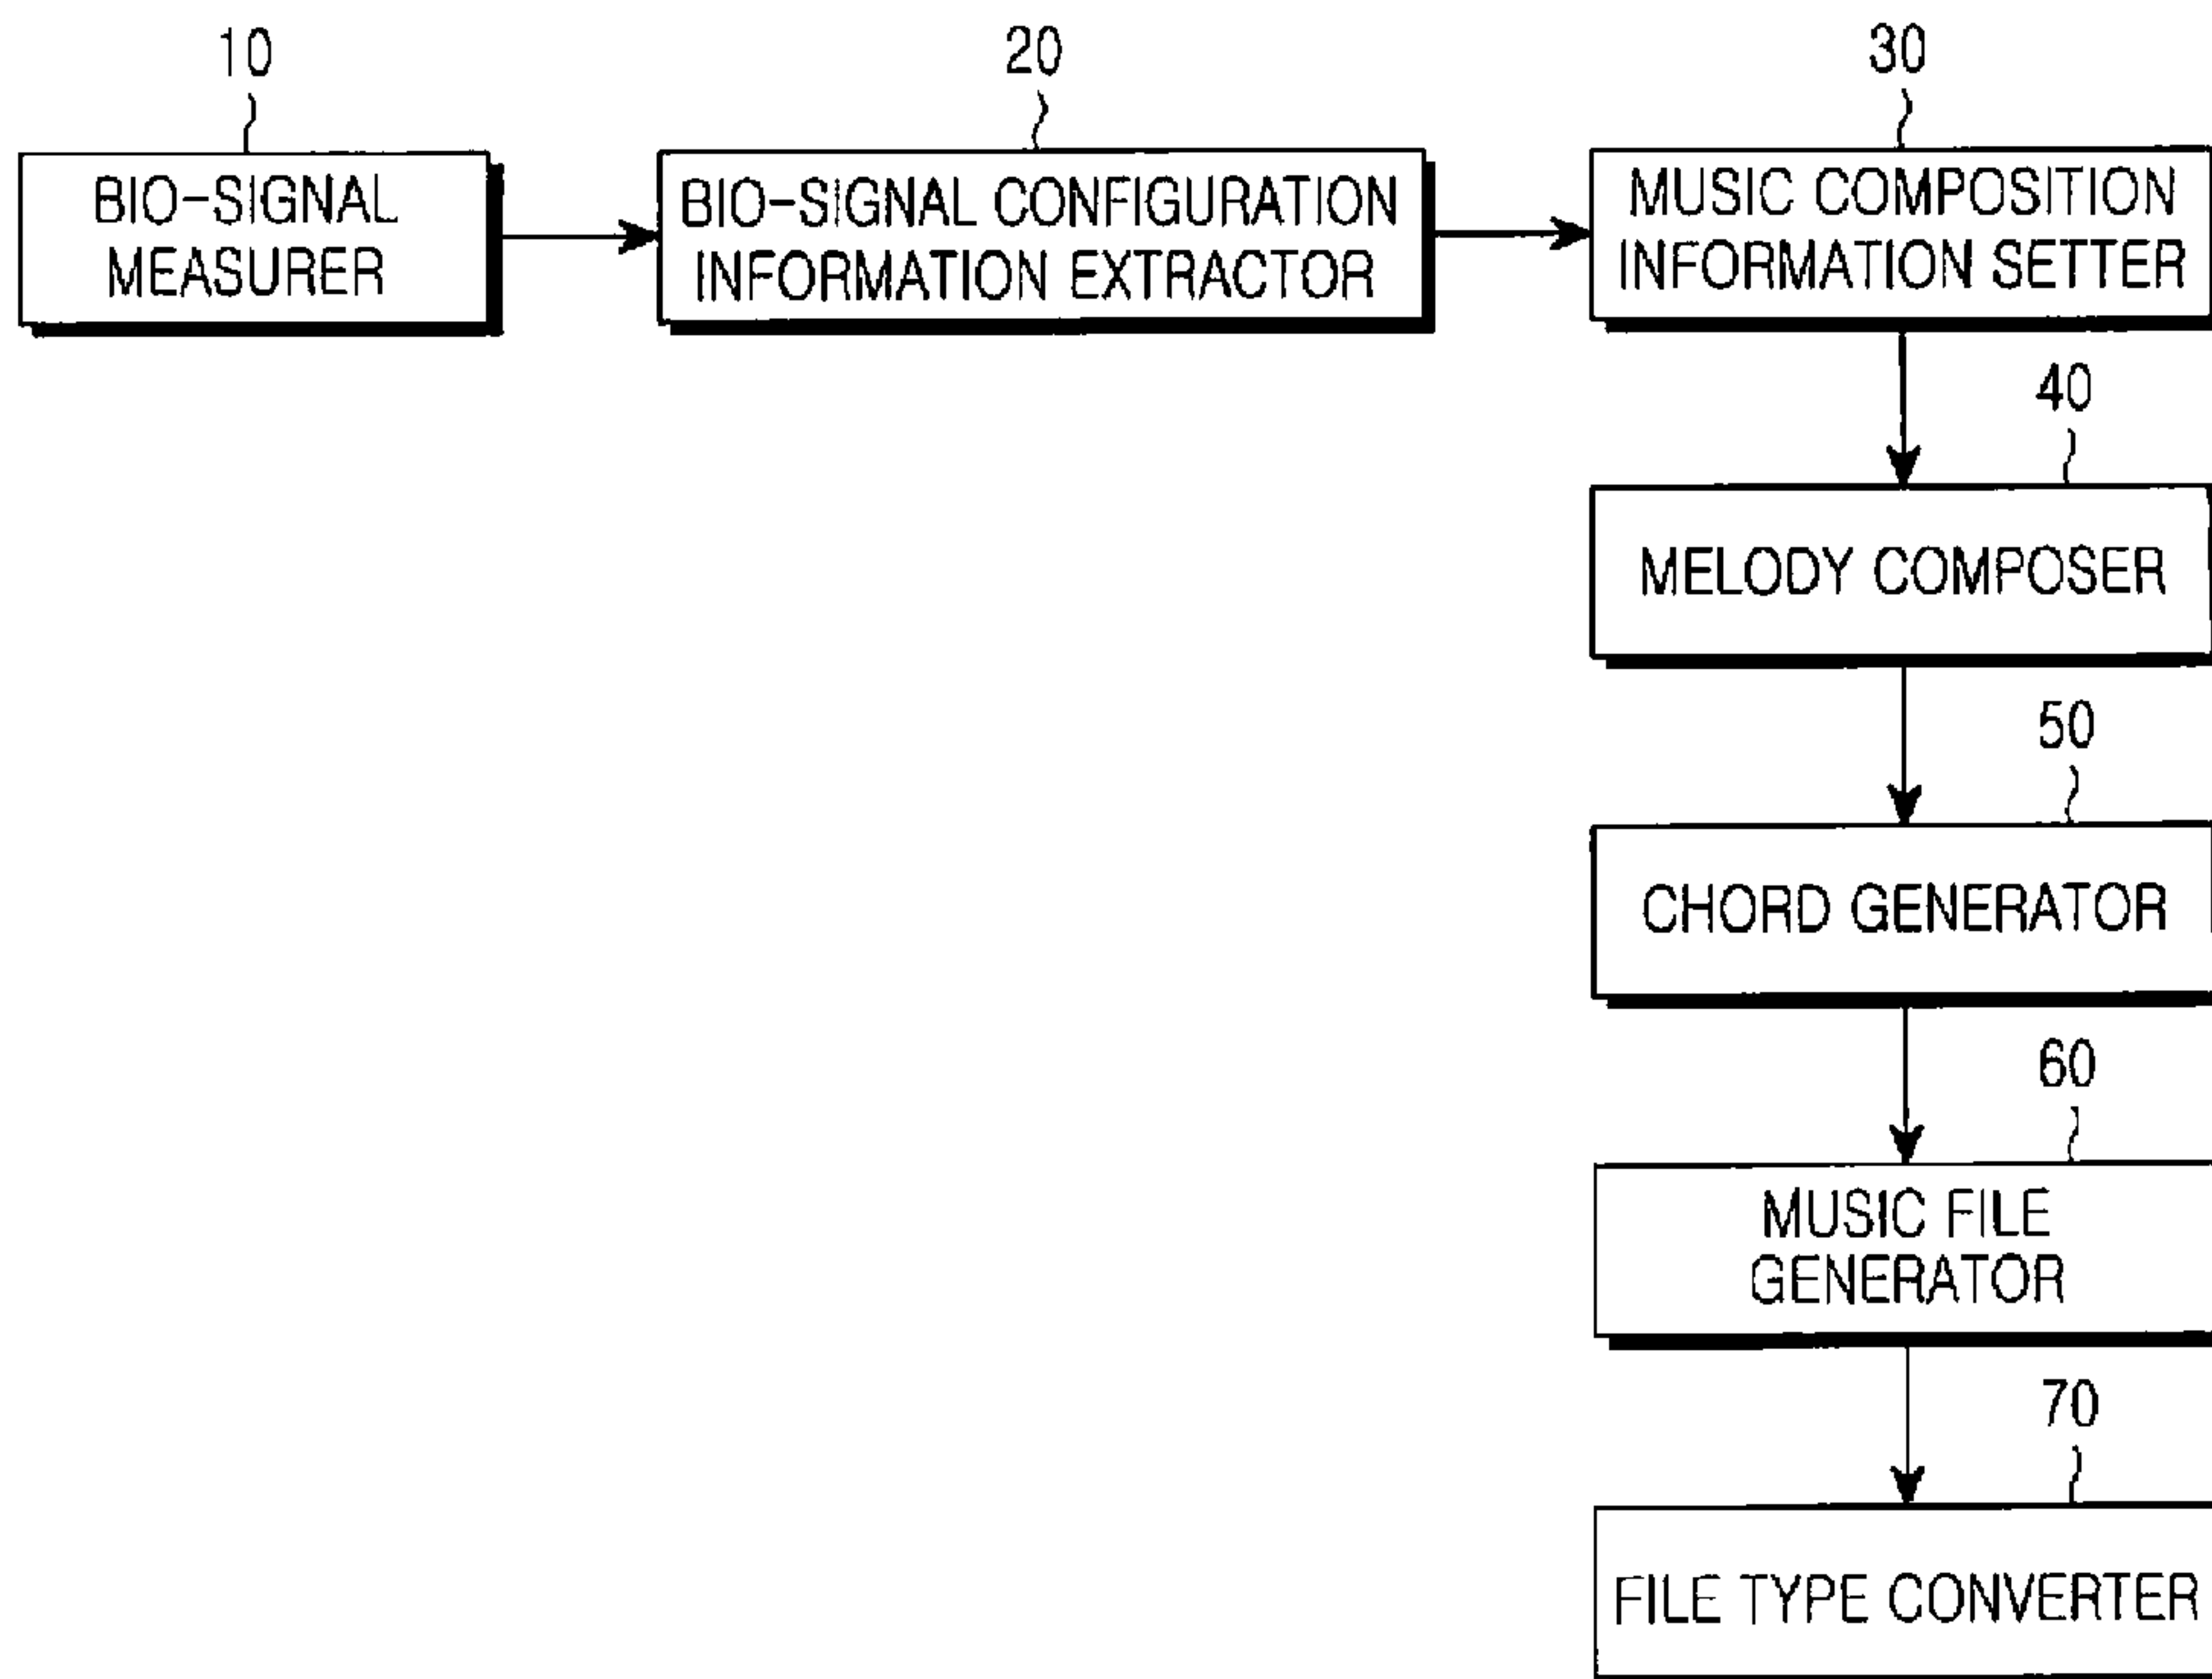 10
20
30
BIO-SIGNAL
MEASURER
BIO-SIGNAL CONFIGURATION
INFORMATION EXTRACTOR
MUSIC COMPOSITION
INFORMATION SETTER
40
MELODY COMPOSER
50
CHORD GENERATOR
60
MUSIC FILE
GENERATOR
70
FILE TYPE CONVERTER